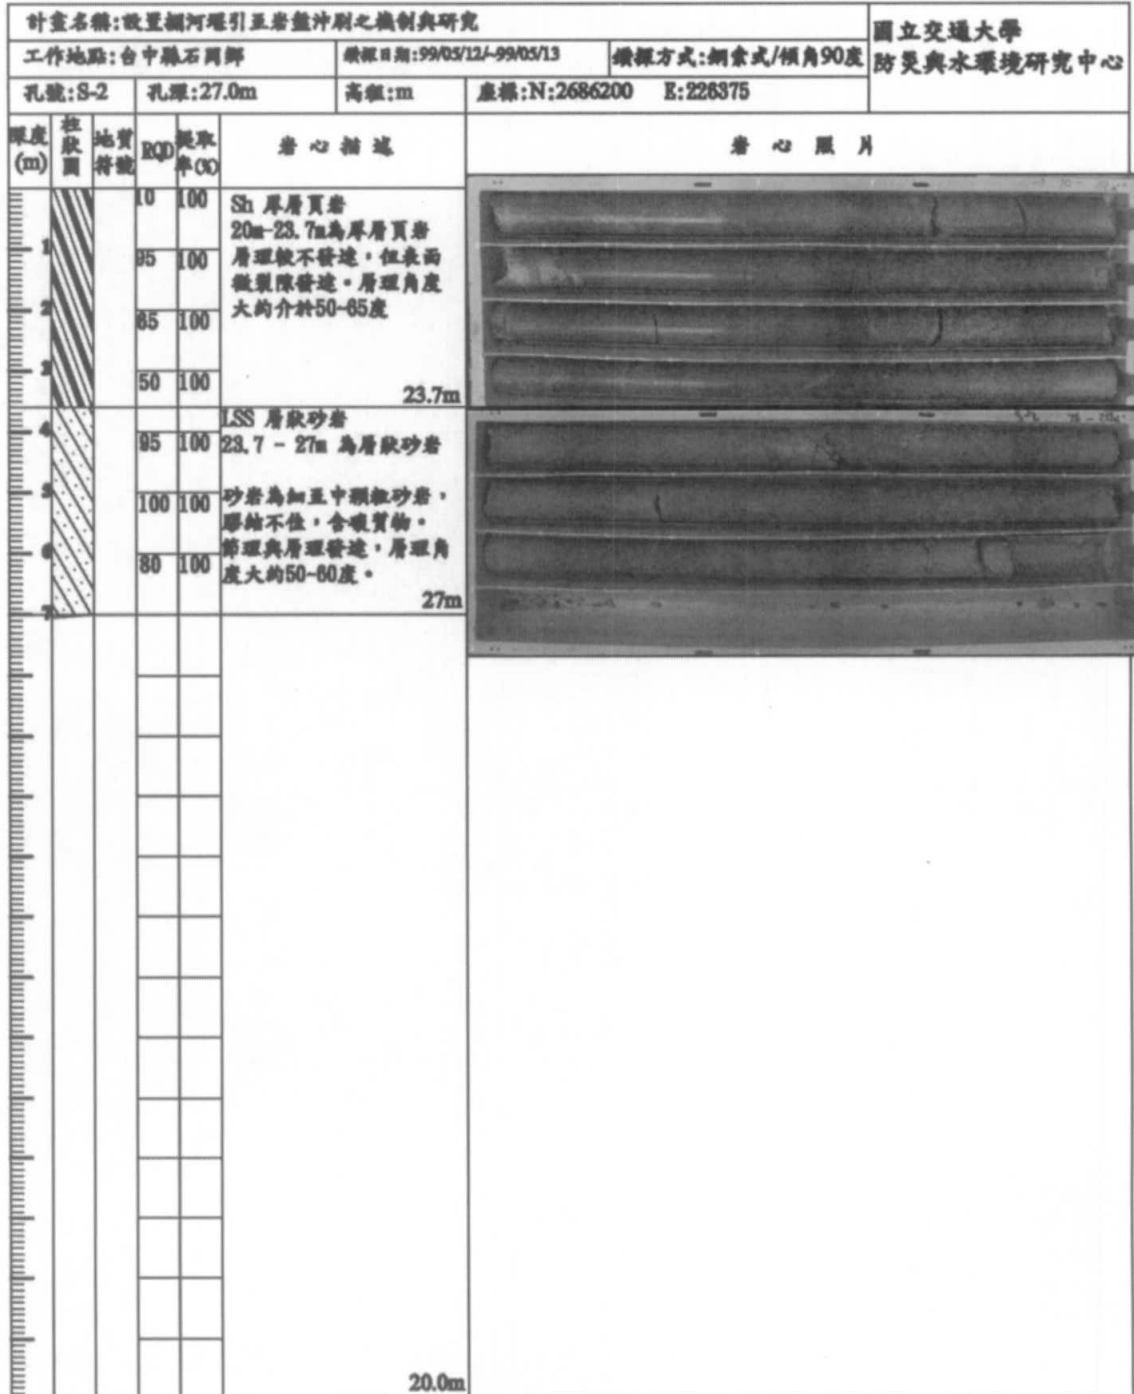 計畫名稱:設置攔河堰引至岩盤沖刷之機制與研究
國立交通大學
防災與水環境研究中心
工作地點:台中縣石岡鄉 鑽探日期:99/05/12/~99/05/13 鑽探方式:鋼索式/傾角90度
孔號:S-2 孔深:27.0m 高程:m 座標:N:2686200 E:226375
深度(m) 柱狀圖 地質符號 RQD 提取率(%) 岩心描述 岩心照片
10 100 Sh 厚層頁岩
20m-23.7m為厚層頁岩
1 95 100 層理較不發達，但表面
微裂隙發達。層理角度
2 大約介於50-65度
85 100
3
50 100
23.7m
LSS 層狀砂岩
4 95 100 23.7 - 27m 為層狀砂岩
5 100 100 砂岩為細至中顆粒砂岩，
膠結不佳，含碳質物。
6 節理與層理發達，層理角
80 100 度大約50-60度。
27m
7
20.0m